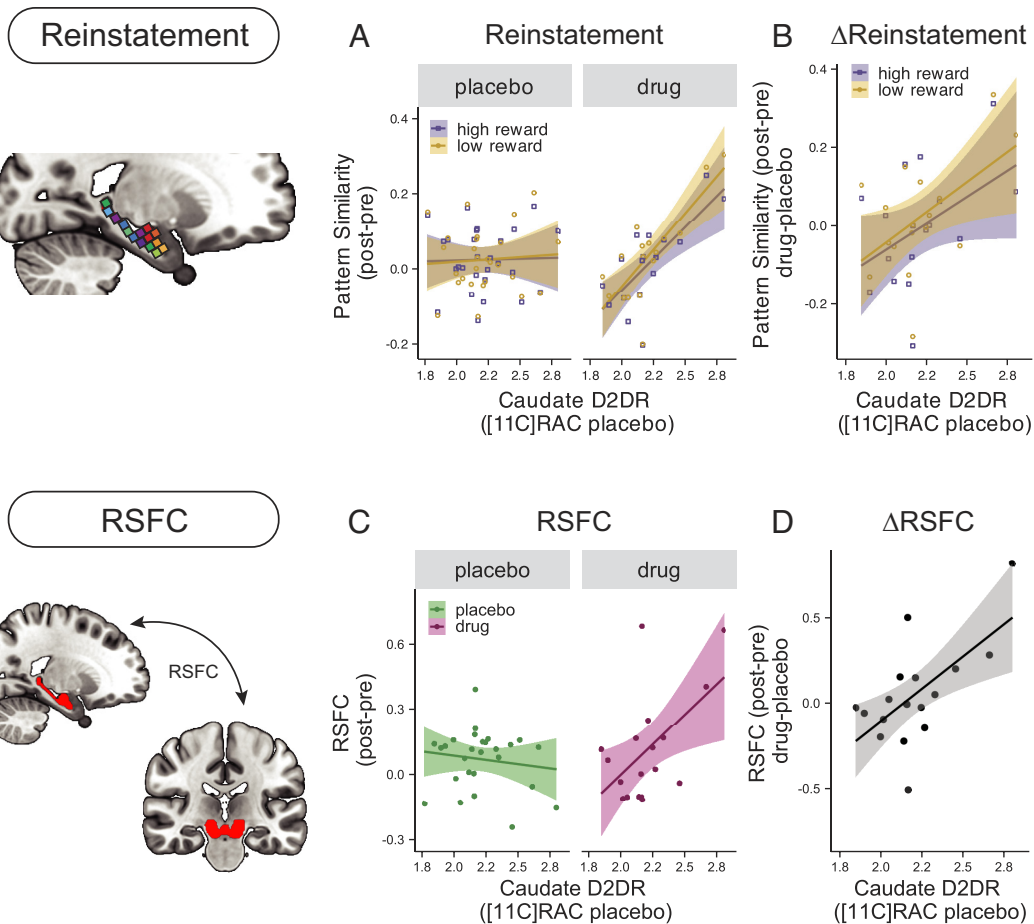 Reinstatement
A Reinstatement
placebo drug
high reward
low reward
Pattern Similarity
(post-pre)
0.4
0.2
0.0
-0.2
1.8 2.0 2.2 2.5 2.8
1.8 2.0 2.2 2.5 2.8
Caudate D2DR
([11C]RAC placebo)
B ΔReinstatement
high reward
low reward
Pattern Similarity (post-pre)
drug-placebo
0.4
0.2
0.0
-0.2
2.0 2.2 2.5 2.8
Caudate D2DR
([11C]RAC placebo)
RSFC
RSFC
C RSFC
placebo drug
placebo
drug
RSFC
(post-pre)
0.6
0.3
0.0
-0.3
1.8 2.0 2.2 2.5 2.8
1.8 2.0 2.2 2.5 2.8
Caudate D2DR
([11C]RAC placebo)
D ΔRSFC
RSFC (post-pre)
drug-placebo
0.5
0.0
-0.5
2.0 2.2 2.5 2.8
Caudate D2DR
([11C]RAC placebo)